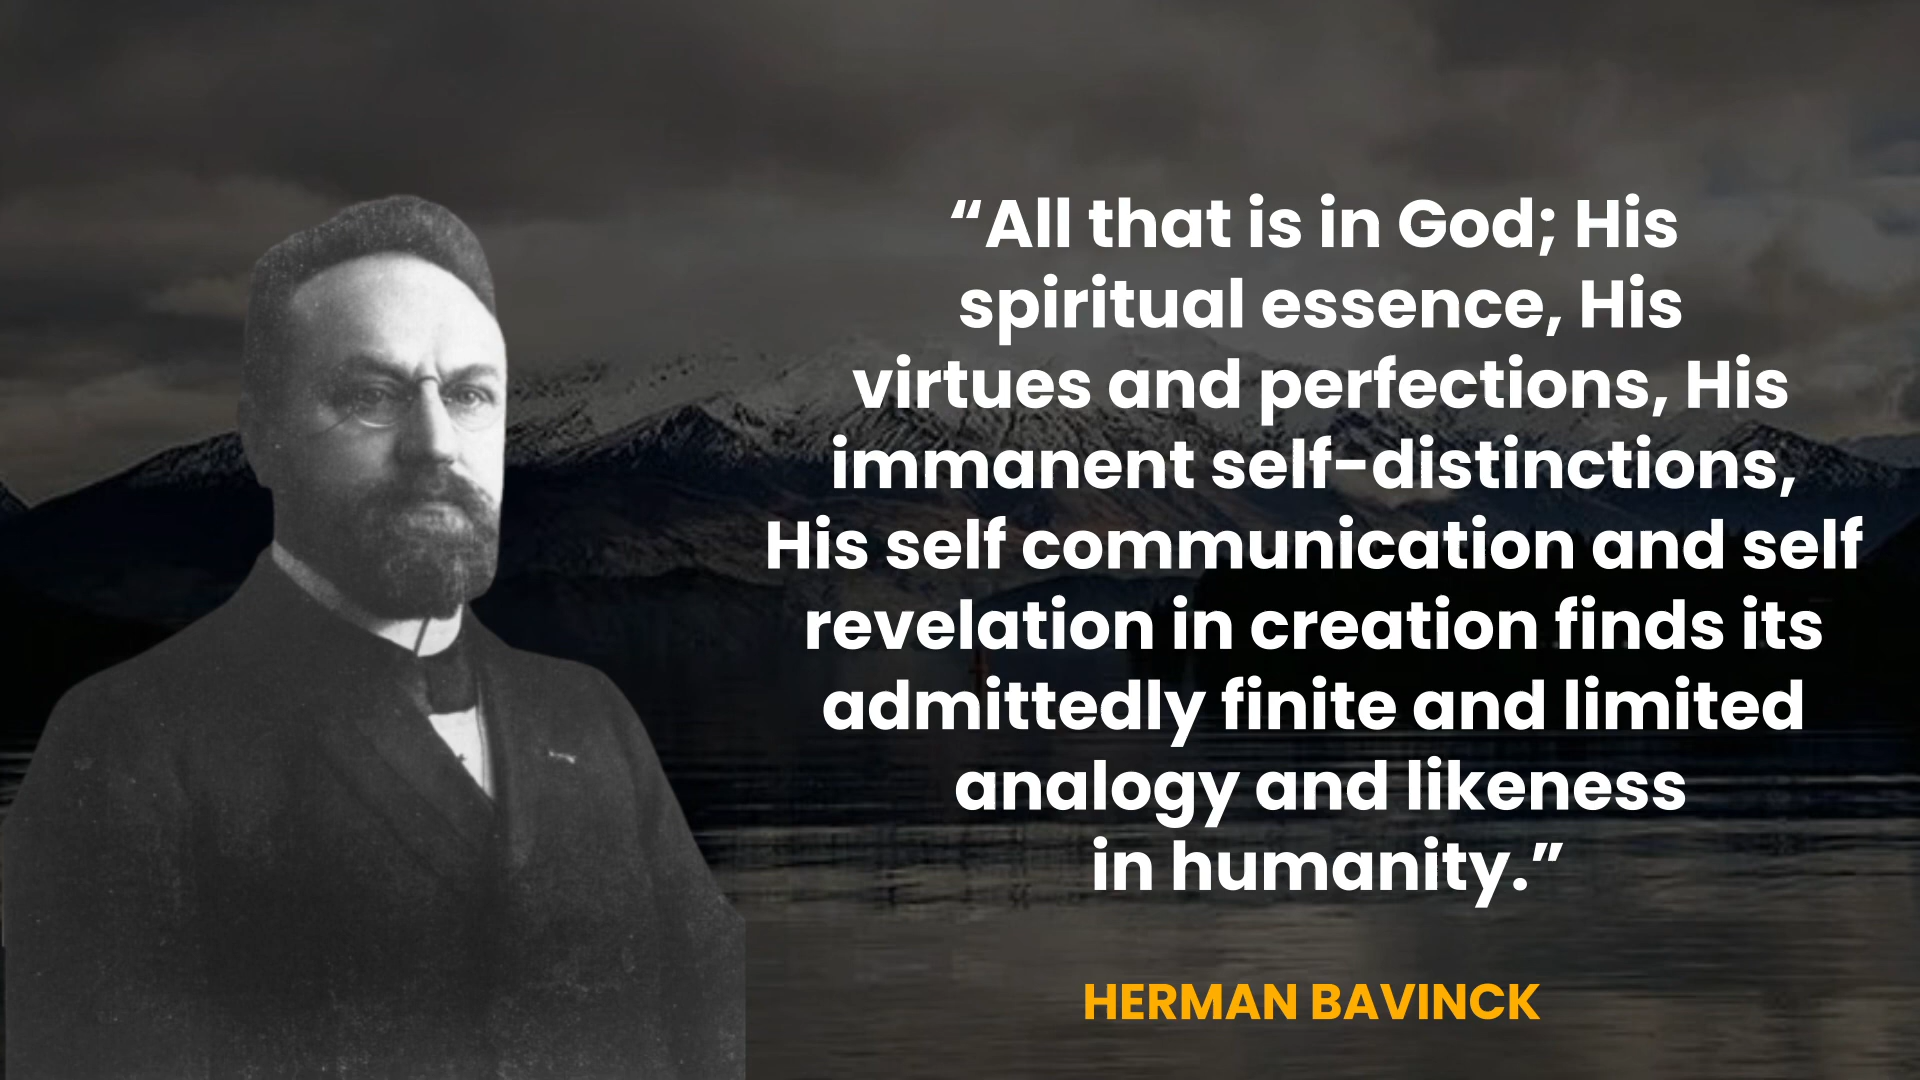 “All that is in God; His
spiritual essence, His
virtues and perfections, His
immanent self-distinctions,
His self communication and self
revelation in creation finds its
admittedly finite and limited
analogy and likeness
in humanity.”
HERMAN BAVINCK